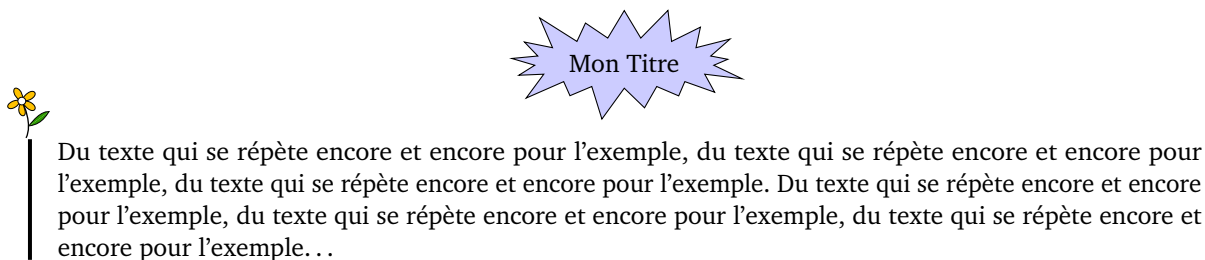 Mon Titre
Du texte qui se répète encore et encore pour l'exemple, du texte qui se répète encore et encore pour
l'exemple, du texte qui se répète encore et encore pour l'exemple. Du texte qui se répète encore et encore
pour l'exemple, du texte qui se répète encore et encore pour l'exemple, du texte qui se répète encore et
encore pour l'exemple...